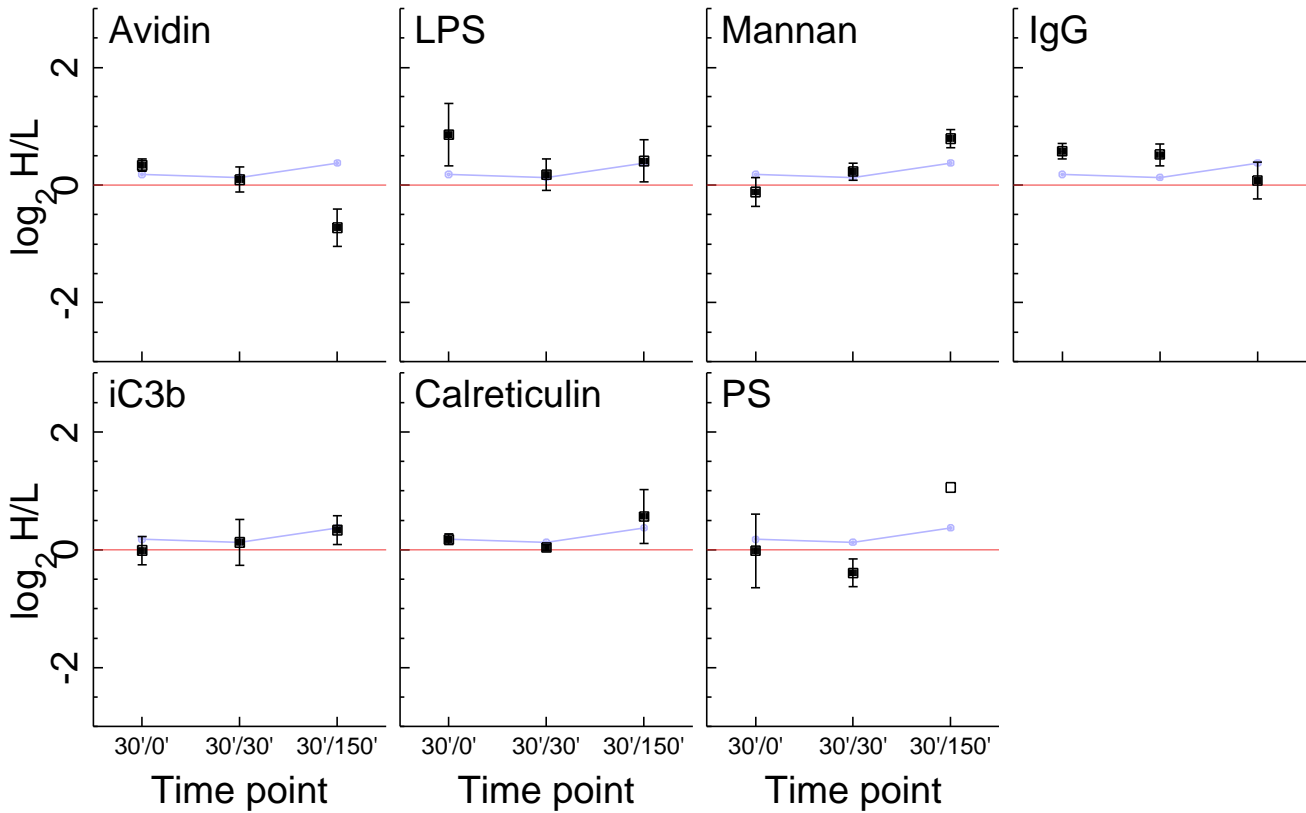 Avidin LPS Mannan IgG
2
0
-2
log2 H/L
iC3b Calreticulin PS
2
0
-2
log2 H/L
30'/0' 30'/30' 30'/150' 30'/0' 30'/30' 30'/150' 30'/0' 30'/30' 30'/150'
Time point Time point Time point